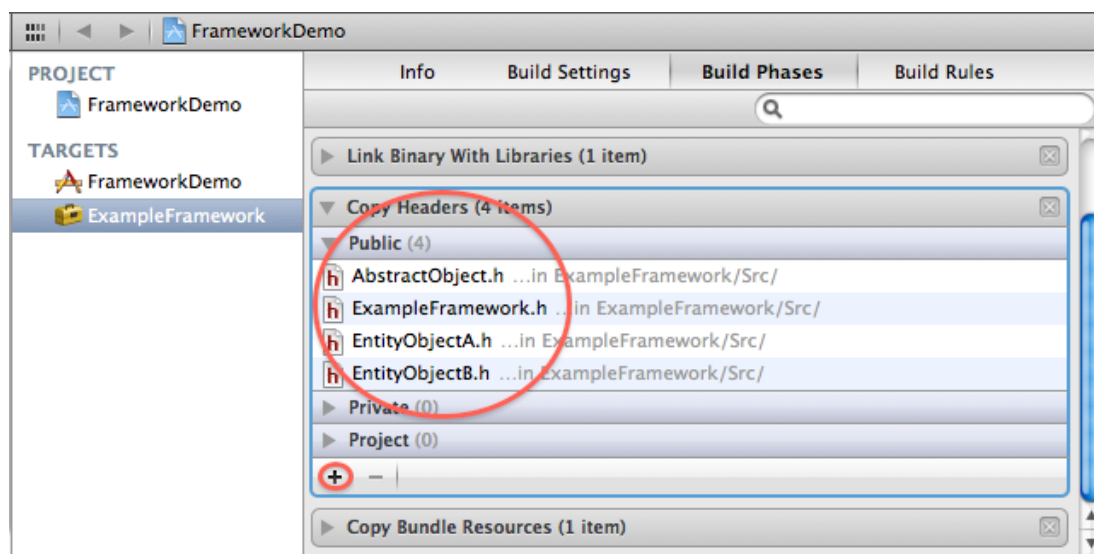 FrameworkDemo
PROJECT
FrameworkDemo
TARGETS
FrameworkDemo
ExampleFramework
Info Build Settings Build Phases Build Rules
Link Binary With Libraries (1 item)
Copy Headers (4 items)
Public (4)
h AbstractObject.h ...in ExampleFramework/Src/
h ExampleFramework.h ...in ExampleFramework/Src/
h EntityObjectA.h ...in ExampleFramework/Src/
h EntityObjectB.h ...in ExampleFramework/Src/
Private (0)
Project (0)
+ −
Copy Bundle Resources (1 item)